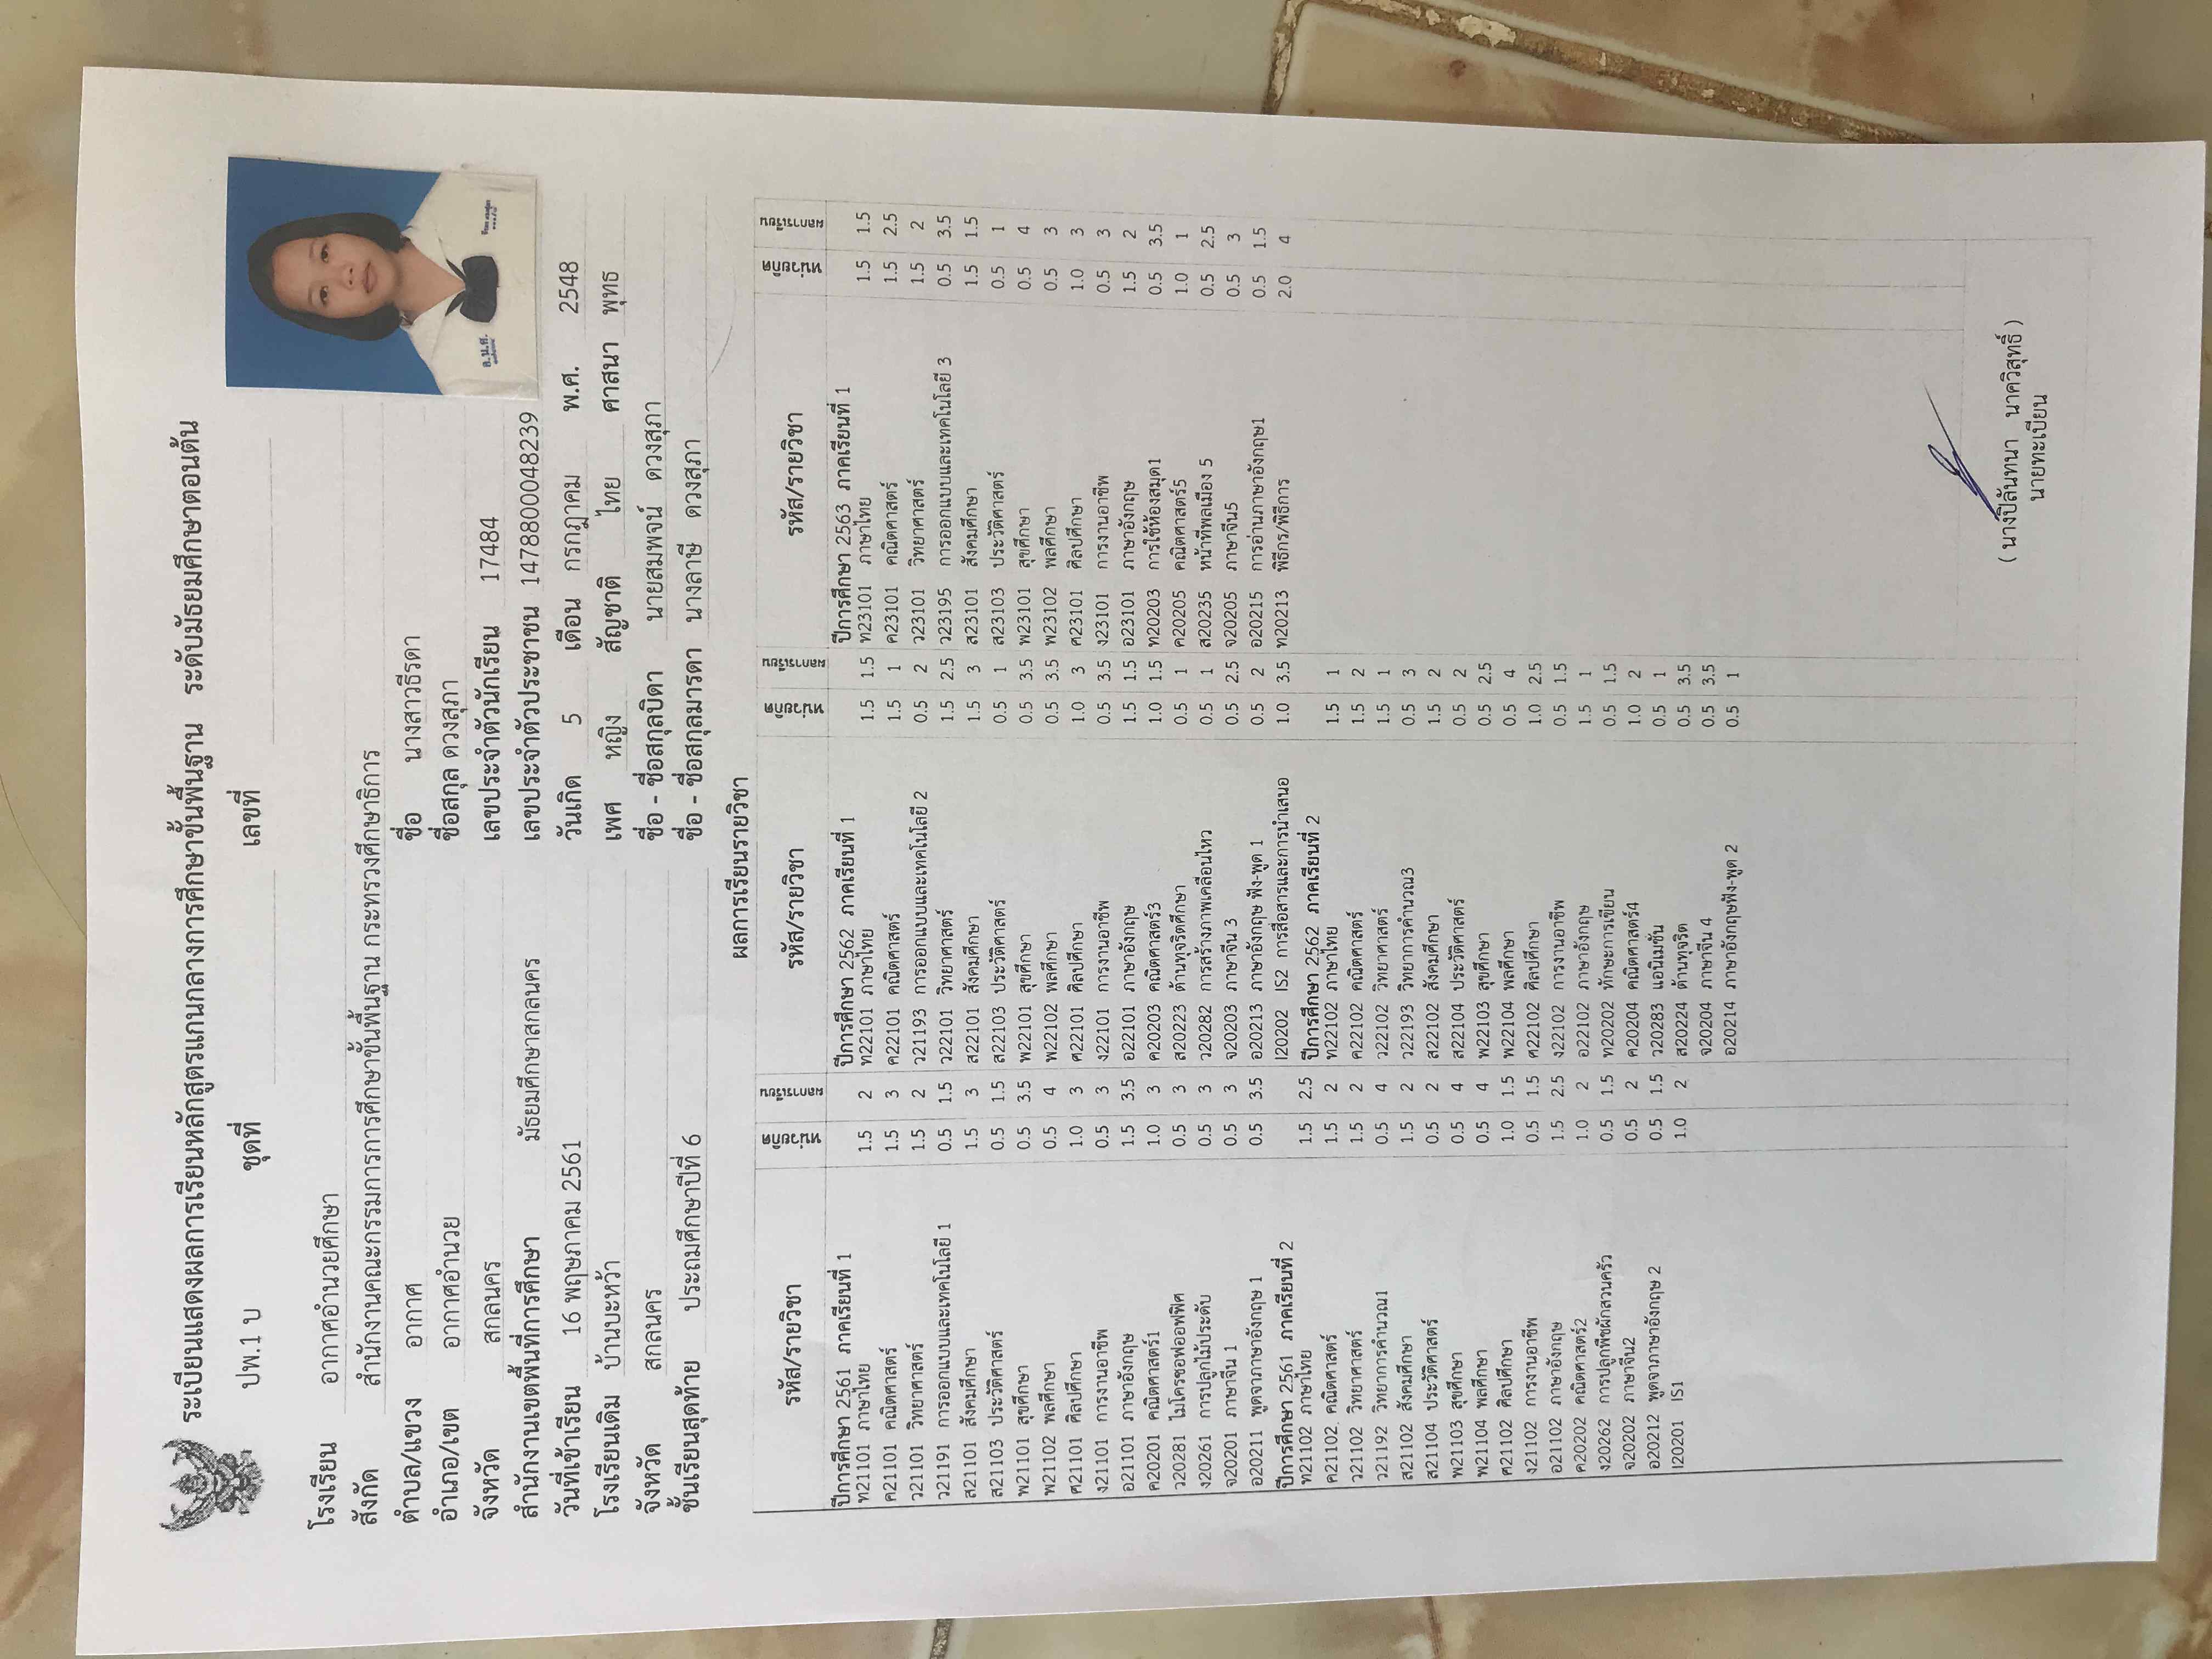 ระเบียนแสดงผลการเรียนหลักสูตรแกนกลางการศึกษาขั้นพื้นฐาน ระดับมัธยมศึกษาตอนต้น
ปพ.1 บ ชุดที่ เลขที่
โรงเรียน อากาศอำนวยศึกษา
สังกัด สำนักงานคณะกรรมการการศึกษาขั้นพื้นฐาน กระทรวงศึกษาธิการ
ตำบล/แขวง อากาศ
อำเภอ/เขต อากาศอำนวย
จังหวัด สกลนคร
สำนักงานเขตพื้นที่การศึกษา มัธยมศึกษาสกลนคร
วันที่เข้าเรียน 16 พฤษภาคม 2561
โรงเรียนเดิม บ้านบะหว้า
จังหวัด สกลนคร
ชั้นเรียนสุดท้าย ประถมศึกษาปีที่ 6
ชื่อ นางสาวธีรดา
ชื่อสกุล ดวงสุภา
เลขประจำตัวนักเรียน 17484
เลขประจำตัวประชาชน 1478800048239
วันเกิด 5 เดือน กรกฎาคม พ.ศ. 2548
เพศ หญิง สัญชาติ ไทย ศาสนา พุทธ
ชื่อ - ชื่อสกุลบิดา นายสมพจน์ ดวงสุภา
ชื่อ - ชื่อสกุลมารดา นางลาษี ดวงสุภา
อ.น.ศ.
ผลการเรียนรายวิชา
รหัส/รายวิชา หน่วยกิต ผลการเรียน
ปีการศึกษา 2561 ภาคเรียนที่ 1
ท21101 ภาษาไทย 1.5 2
ค21101 คณิตศาสตร์ 1.5 3
ว21101 วิทยาศาสตร์ 1.5 2
ว21191 การออกแบบและเทคโนโลยี 1 0.5 1.5
ส21101 สังคมศึกษา 1.5 3
ส21103 ประวัติศาสตร์ 0.5 1.5
พ21101 สุขศึกษา 0.5 3.5
พ21102 พลศึกษา 0.5 4
ศ21101 ศิลปศึกษา 1.0 3
ง21101 การงานอาชีพ 0.5 3
อ21101 ภาษาอังกฤษ 1.5 3.5
ค20201 คณิตศาสตร์1 1.0 3
ว20281 ไมโครซอฟออฟฟิศ 0.5 3
ง20261 การปลูกไม้ประดับ 0.5 3
จ20201 ภาษาจีน 1 0.5 3
อ20211 พูดจาภาษาอังกฤษ 1 0.5 3.5
ปีการศึกษา 2561 ภาคเรียนที่ 2
ท21102 ภาษาไทย 1.5 2.5
ค21102 คณิตศาสตร์ 1.5 2
ว21102 วิทยาศาสตร์ 1.5 2
ว21192 วิทยาการคำนวณ1 0.5 4
ส21102 สังคมศึกษา 1.5 2
ส21104 ประวัติศาสตร์ 0.5 2
พ21103 สุขศึกษา 0.5 4
พ21104 พลศึกษา 0.5 4
ศ21102 ศิลปศึกษา 1.0 1.5
ง21102 การงานอาชีพ 0.5 1.5
อ21102 ภาษาอังกฤษ 1.5 2.5
ค20202 คณิตศาสตร์2 1.0 2
ง20262 การปลูกพืชผักสวนครัว 0.5 1.5
จ20202 ภาษาจีน2 0.5 2
อ20212 พูดจาภาษาอังกฤษ 2 0.5 1.5
I20201 IS1 1.0 2
รหัส/รายวิชา หน่วยกิต ผลการเรียน
ปีการศึกษา 2562 ภาคเรียนที่ 1
ท22101 ภาษาไทย 1.5 1.5
ค22101 คณิตศาสตร์ 1.5 1
ว21193 การออกแบบและเทคโนโลยี 2 0.5 2
ว22101 วิทยาศาสตร์ 1.5 2.5
ส22101 สังคมศึกษา 1.5 3
ส22103 ประวัติศาสตร์ 0.5 1
พ22101 สุขศึกษา 0.5 3.5
พ22102 พลศึกษา 0.5 3.5
ศ22101 ศิลปศึกษา 1.0 3
ง22101 การงานอาชีพ 0.5 3.5
อ22101 ภาษาอังกฤษ 1.5 1.5
ค20203 คณิตศาสตร์3 1.0 1.5
ส20223 ต้านทุจริตศึกษา 0.5 1
ว20282 การสร้างภาพเคลื่อนไหว 0.5 1
จ20203 ภาษาจีน 3 0.5 2.5
อ20213 ภาษาอังกฤษ ฟัง-พูด 1 0.5 2
I20202 IS2 การสื่อสารและการนำเสนอ 1.0 3.5
ปีการศึกษา 2562 ภาคเรียนที่ 2
ท22102 ภาษาไทย 1.5 1
ค22102 คณิตศาสตร์ 1.5 2
ว22102 วิทยาศาสตร์ 1.5 1
ว22193 วิทยาการคำนวณ3 0.5 3
ส22102 สังคมศึกษา 1.5 2
ส22104 ประวัติศาสตร์ 0.5 2
พ22103 สุขศึกษา 0.5 2.5
พ22104 พลศึกษา 0.5 4
ศ22102 ศิลปศึกษา 1.0 2.5
ง22102 การงานอาชีพ 0.5 1.5
อ22102 ภาษาอังกฤษ 1.5 1
ท20202 ทักษะการเขียน 0.5 1.5
ค20204 คณิตศาสตร์4 1.0 2
ว20283 แอนิเมชั่น 0.5 1
ส20224 ต้านทุจริต 0.5 3.5
จ20204 ภาษาจีน 4 0.5 3.5
อ20214 ภาษาอังกฤษฟัง-พูด 2 0.5 1
รหัส/รายวิชา หน่วยกิต ผลการเรียน
ปีการศึกษา 2563 ภาคเรียนที่ 1
ท23101 ภาษาไทย 1.5 1.5
ค23101 คณิตศาสตร์ 1.5 2.5
ว23101 วิทยาศาสตร์ 1.5 2
ว23195 การออกแบบและเทคโนโลยี 3 0.5 3.5
ส23101 สังคมศึกษา 1.5 1.5
ส23103 ประวัติศาสตร์ 0.5 1
พ23101 สุขศึกษา 0.5 4
พ23102 พลศึกษา 0.5 3
ศ23101 ศิลปศึกษา 1.0 3
ง23101 การงานอาชีพ 0.5 3
อ23101 ภาษาอังกฤษ 1.5 2
ท20203 การใช้ห้องสมุด1 0.5 3.5
ค20205 คณิตศาสตร์5 1.0 1
ส20235 หน้าที่พลเมือง 5 0.5 2.5
จ20205 ภาษาจีน5 0.5 3
อ20215 การอ่านภาษาอังกฤษ1 0.5 1.5
ท20213 พิธีกร/พิธีการ 2.0 4
( นางปิลันทนา นาควิสุทธิ์ )
นายทะเบียน